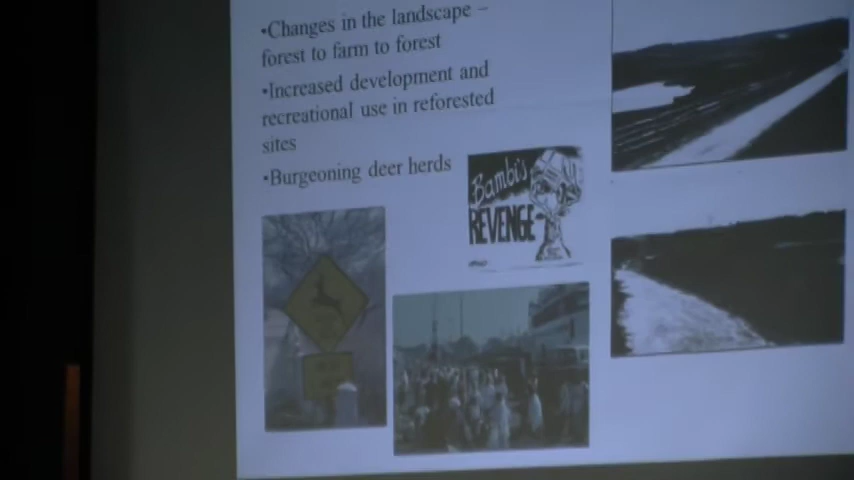 •Changes in the landscape –
forest to farm to forest
•Increased development and
recreational use in reforested
sites
•Burgeoning deer herds
Bambi's
REVENGE